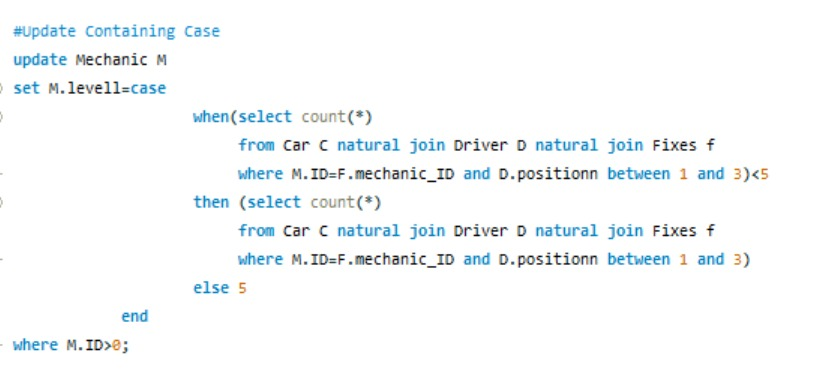 #Update Containing Case
update Mechanic M
set M.levell=case
when(select count(*)
from Car C natural join Driver D natural join Fixes f
where M.ID=F.mechanic_ID and D.positionn between 1 and 3)<5
then (select count(*)
from Car C natural join Driver D natural join Fixes f
where M.ID=F.mechanic_ID and D.positionn between 1 and 3)
else 5
end
where M.ID>0;